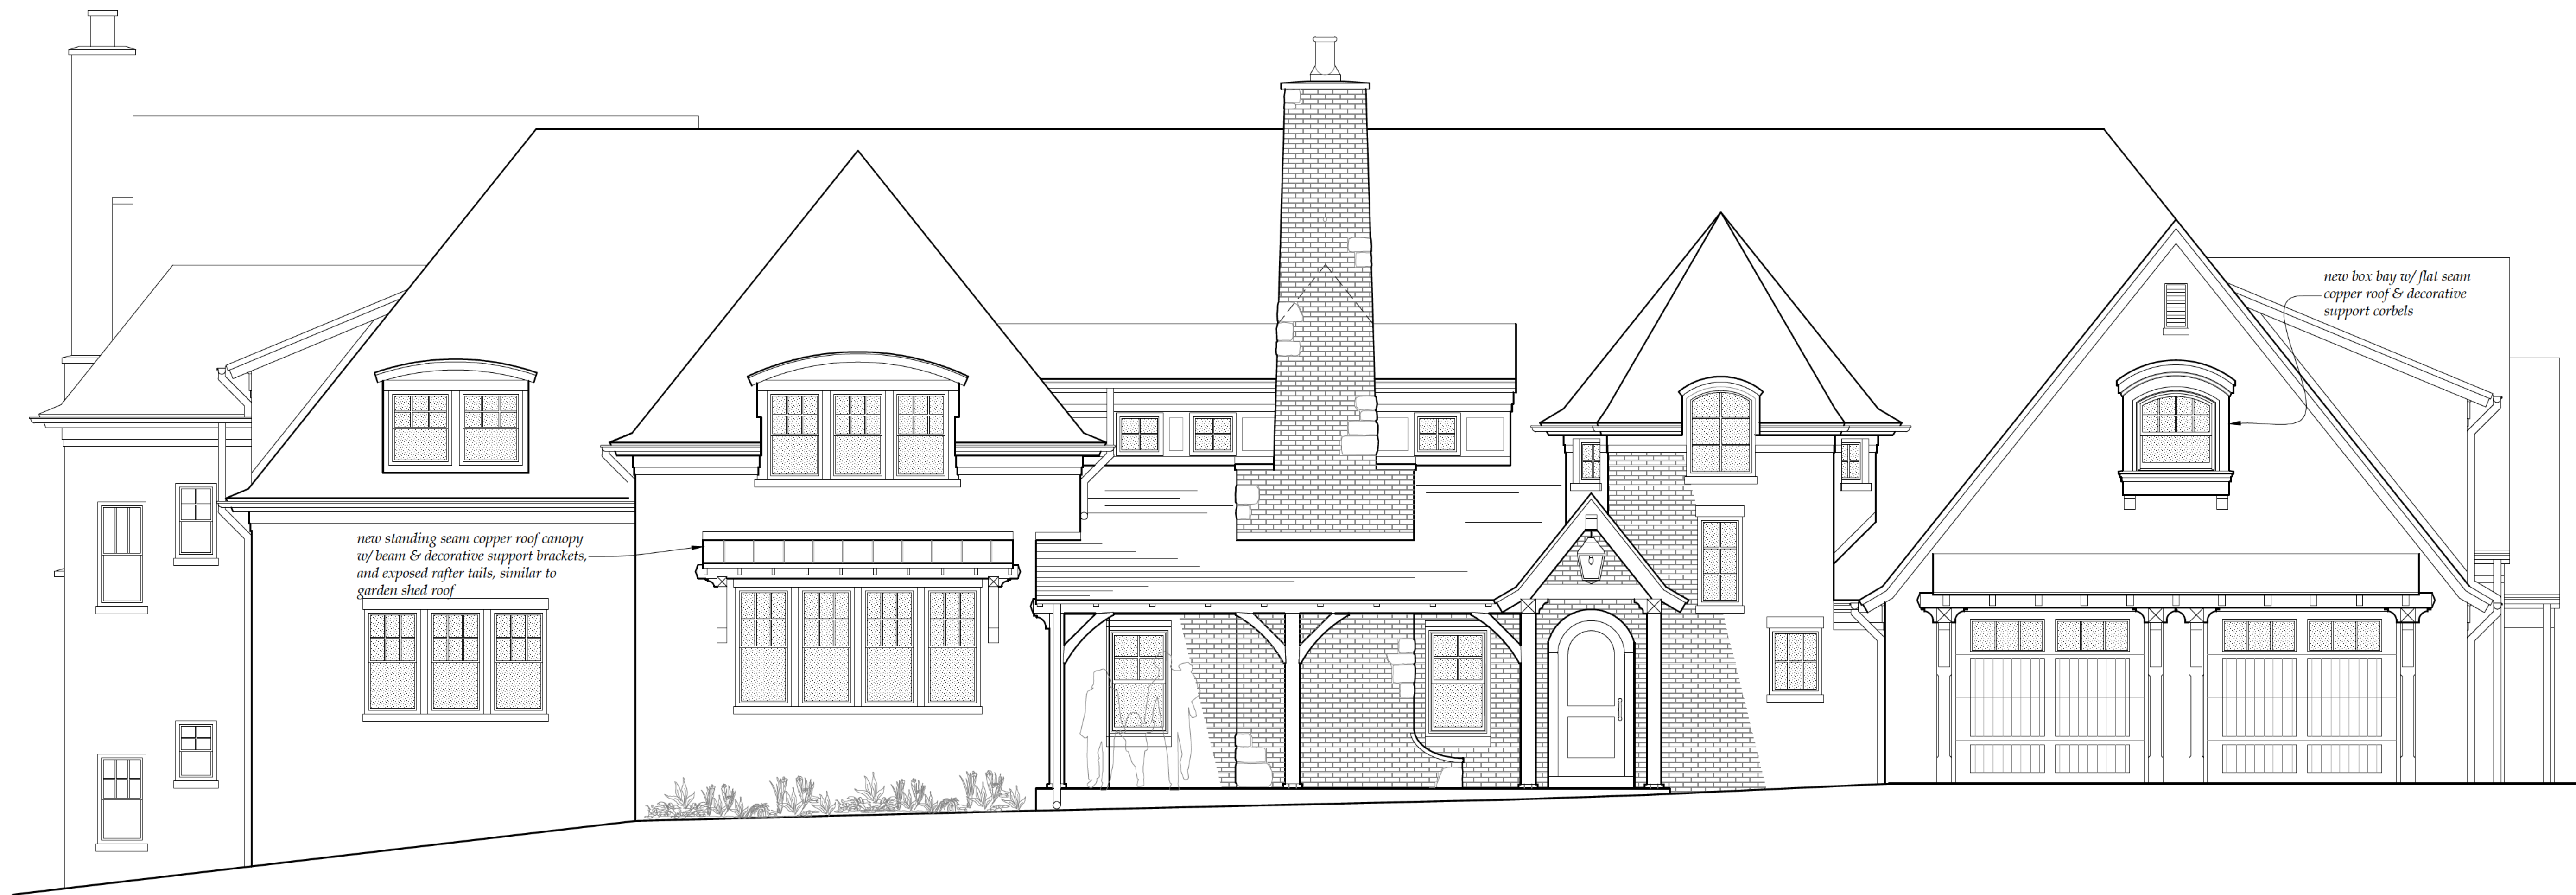 new standing seam copper roof canopy
w/ beam & decorative support brackets,
and exposed rafter tails, similar to
garden shed roof
new box bay w/ flat seam
copper roof & decorative
support corbels